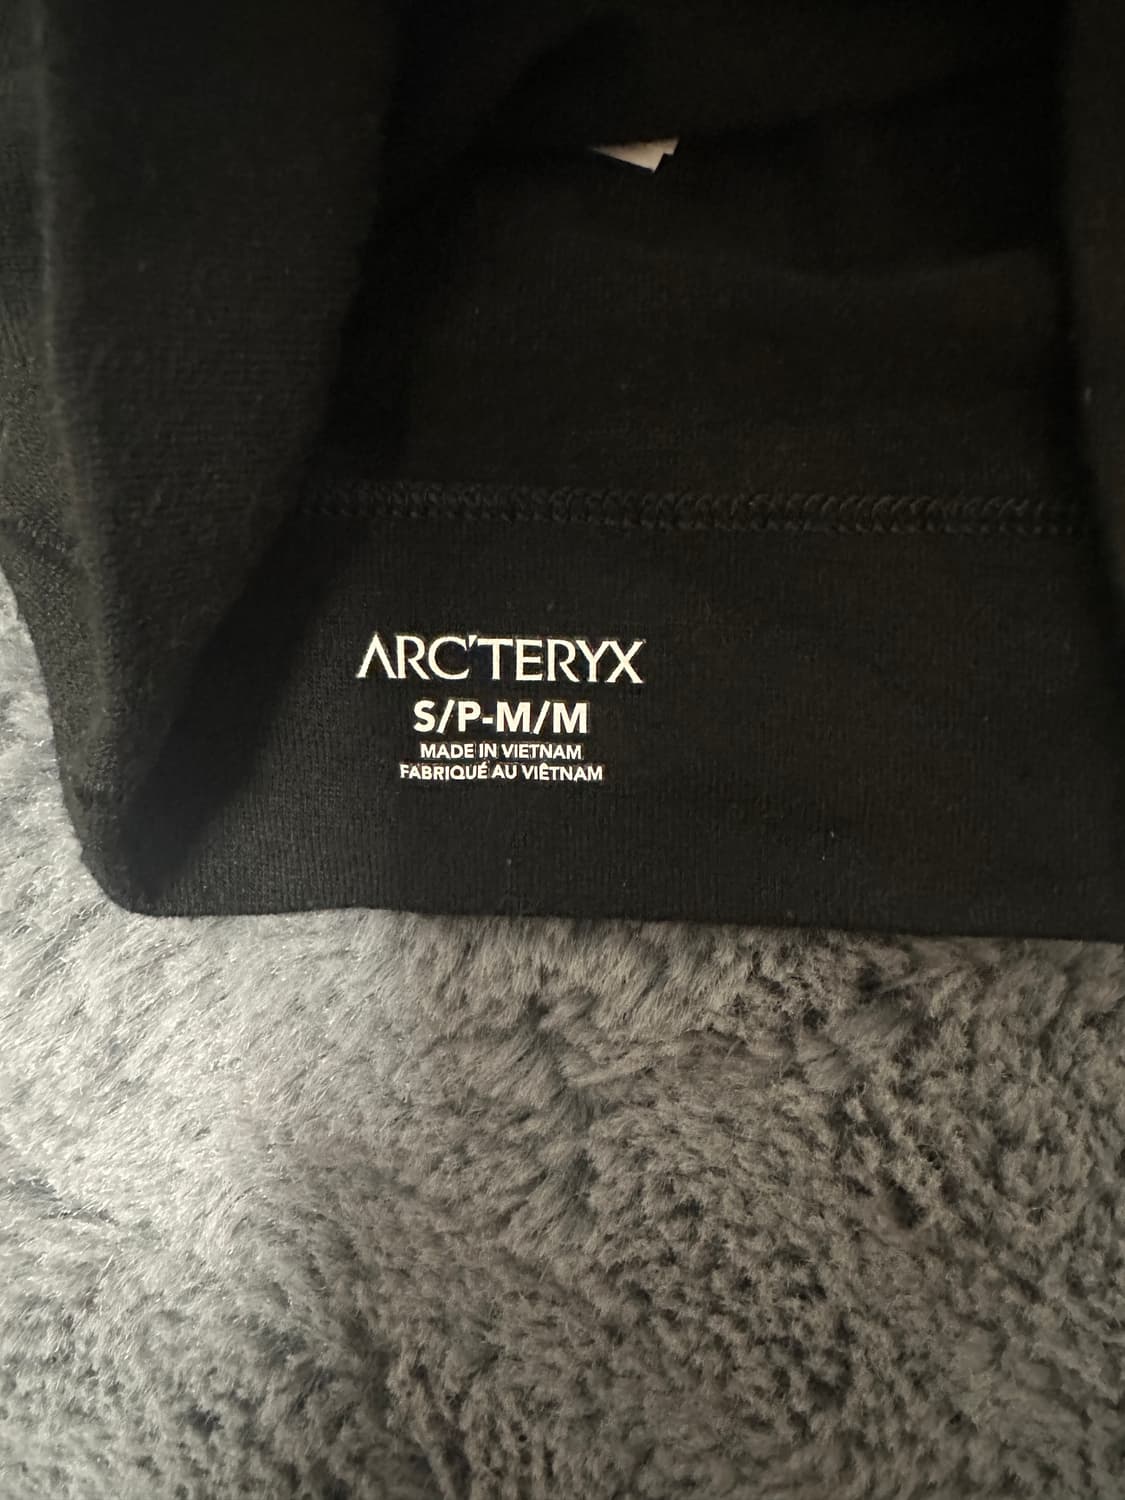 ARC'TERYX
S/P-M/M
MADE IN VIETNAM
FABRIQUÉ AU VIÊTNAM